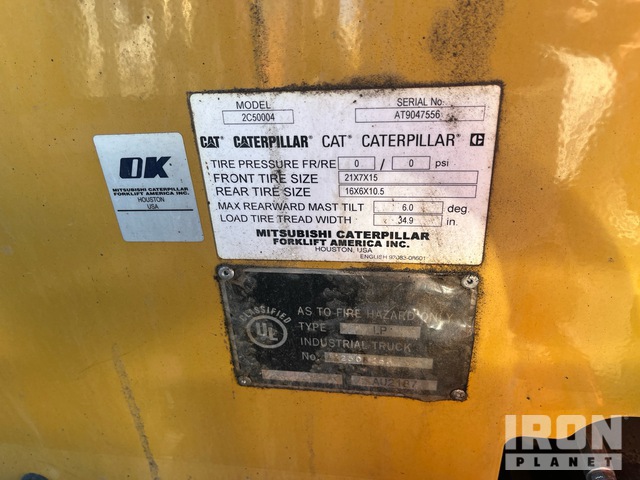 MODEL
2C50004
SERIAL No.
AT9047556
CAT CATERPILLAR CAT CATERPILLAR C
TIRE PRESSURE FR/RE 0 / 0 psi
FRONT TIRE SIZE 21X7X15
REAR TIRE SIZE 16X6X10.5
MAX REARWARD MAST TILT 6.0 deg.
LOAD TIRE TREAD WIDTH 34.9 in.
MITSUBISHI CATERPILLAR
FORKLIFT AMERICA INC.
HOUSTON, USA
ENGLISH
OK
MITSUBISHI CATERPILLAR
FORKLIFT AMERICA INC.
HOUSTON
USA
CLASSIFIED
UL
AS TO FIRE HAZARD ONLY
TYPE LP
INDUSTRIAL TRUCK
No.
IRON
PLANET